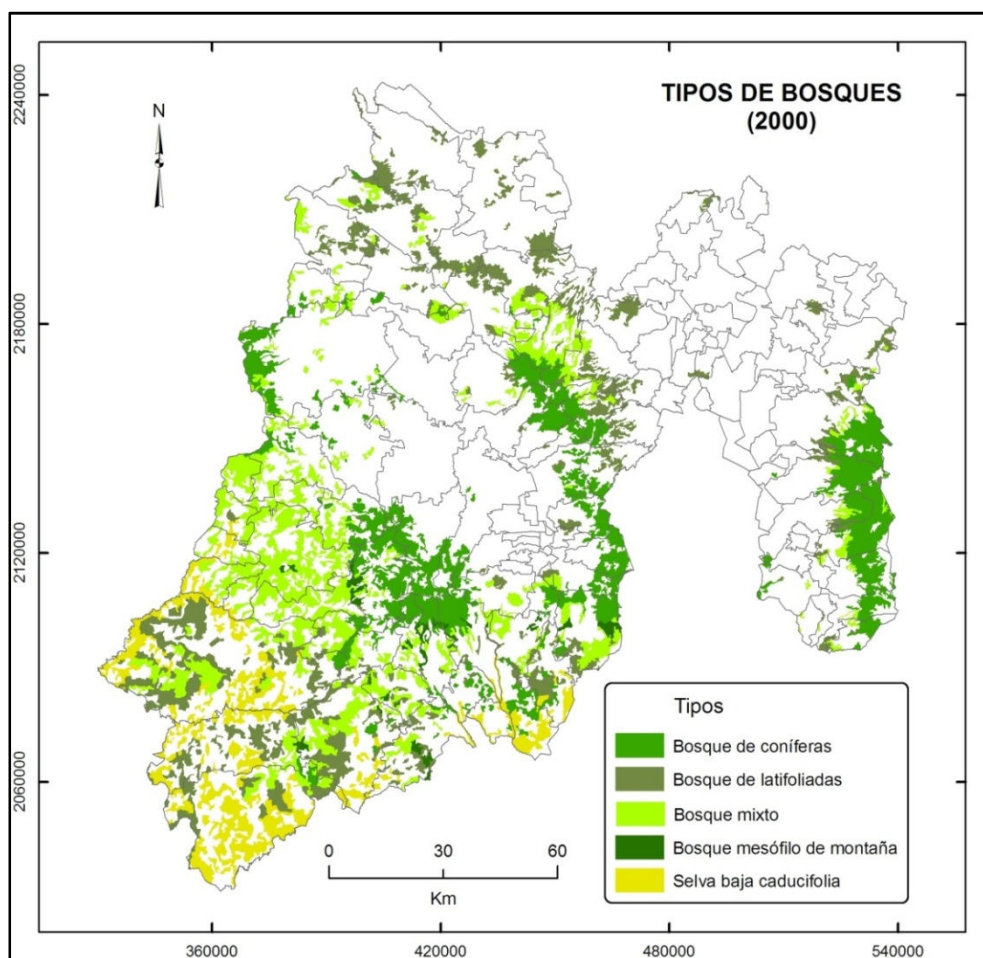 TIPOS DE BOSQUES
(2000)
N
2240000
2180000
2120000
2060000
Tipos
Bosque de coníferas
Bosque de latifoliadas
Bosque mixto
Bosque mesófilo de montaña
Selva baja caducifolia
0 30 60
Km
360000 420000 480000 540000